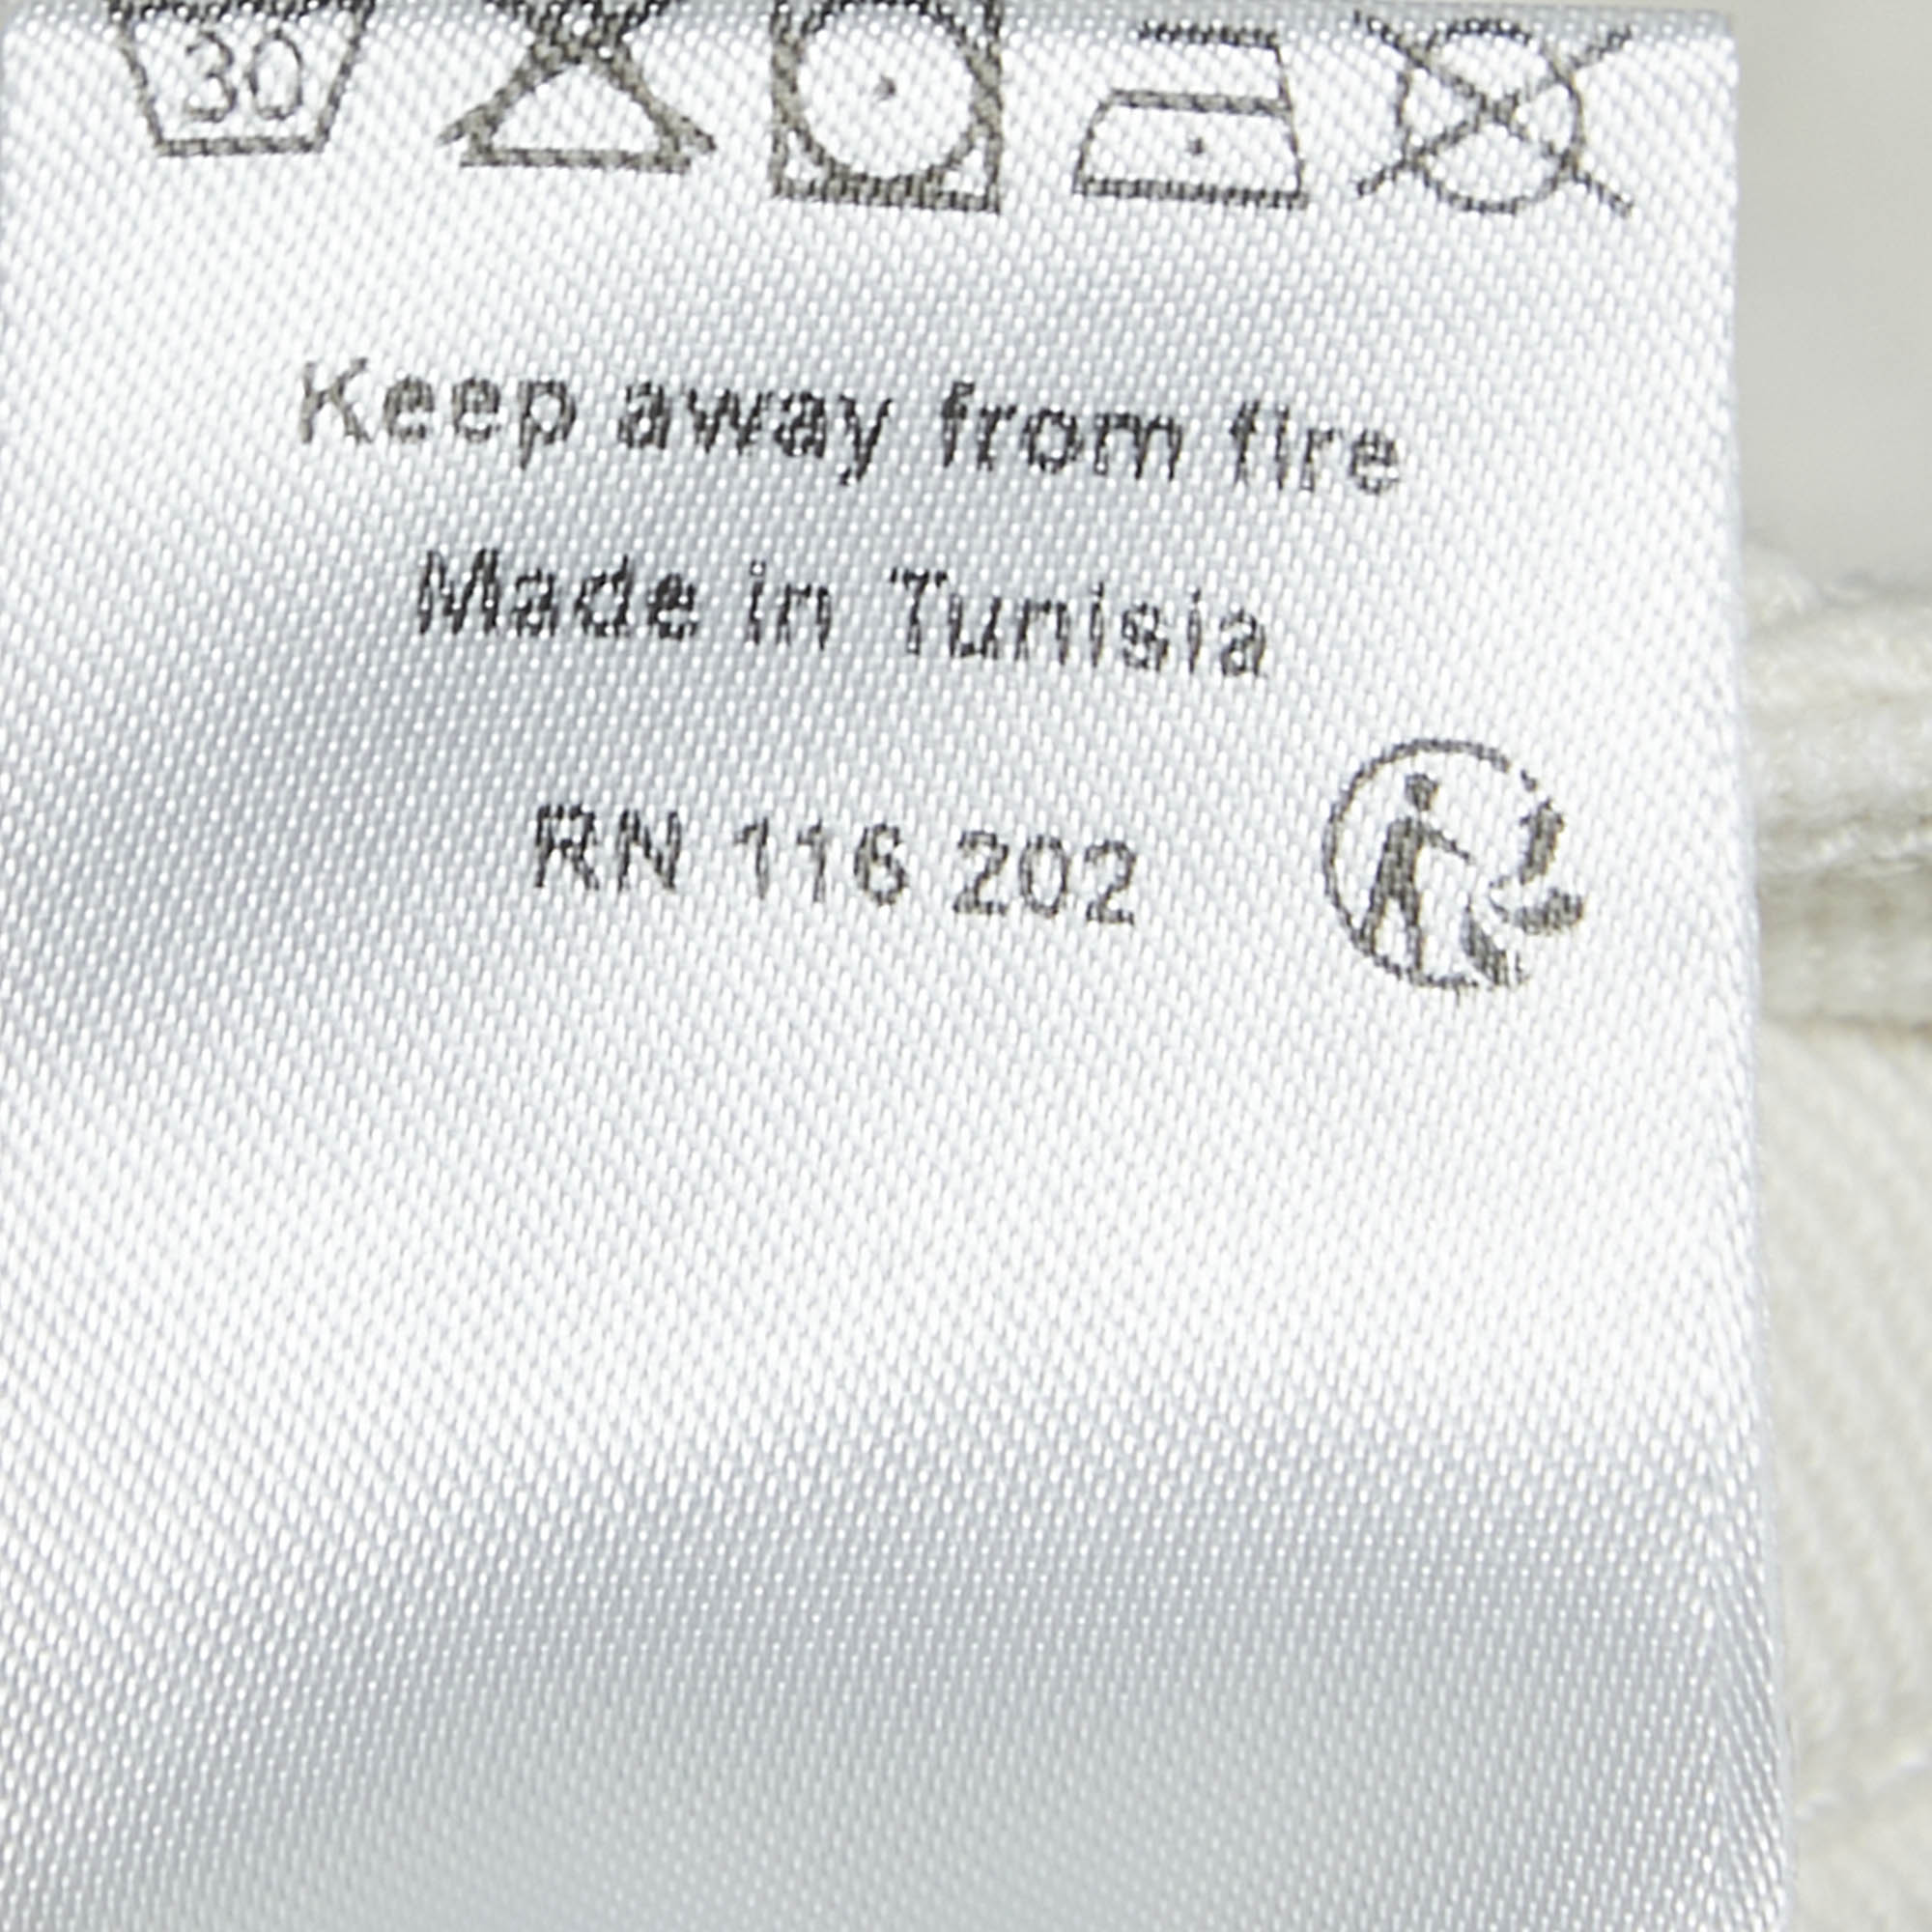 30
Keep away from fire
Made in Tunisia
RN 116 202